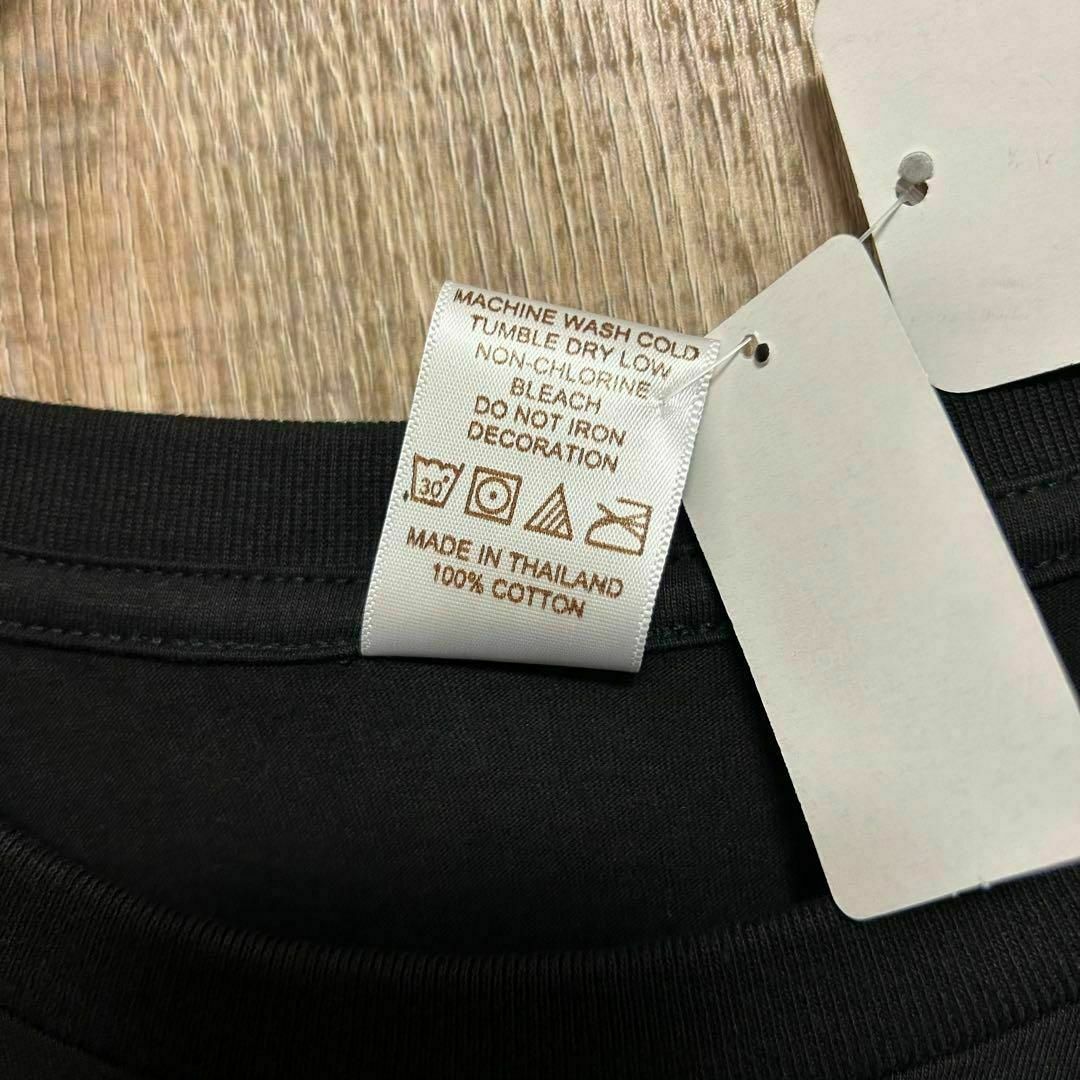 MACHINE WASH COLD
TUMBLE DRY LOW
NON-CHLORINE
BLEACH
DO NOT IRON
DECORATION
30°
MADE IN THAILAND
100% COTTON